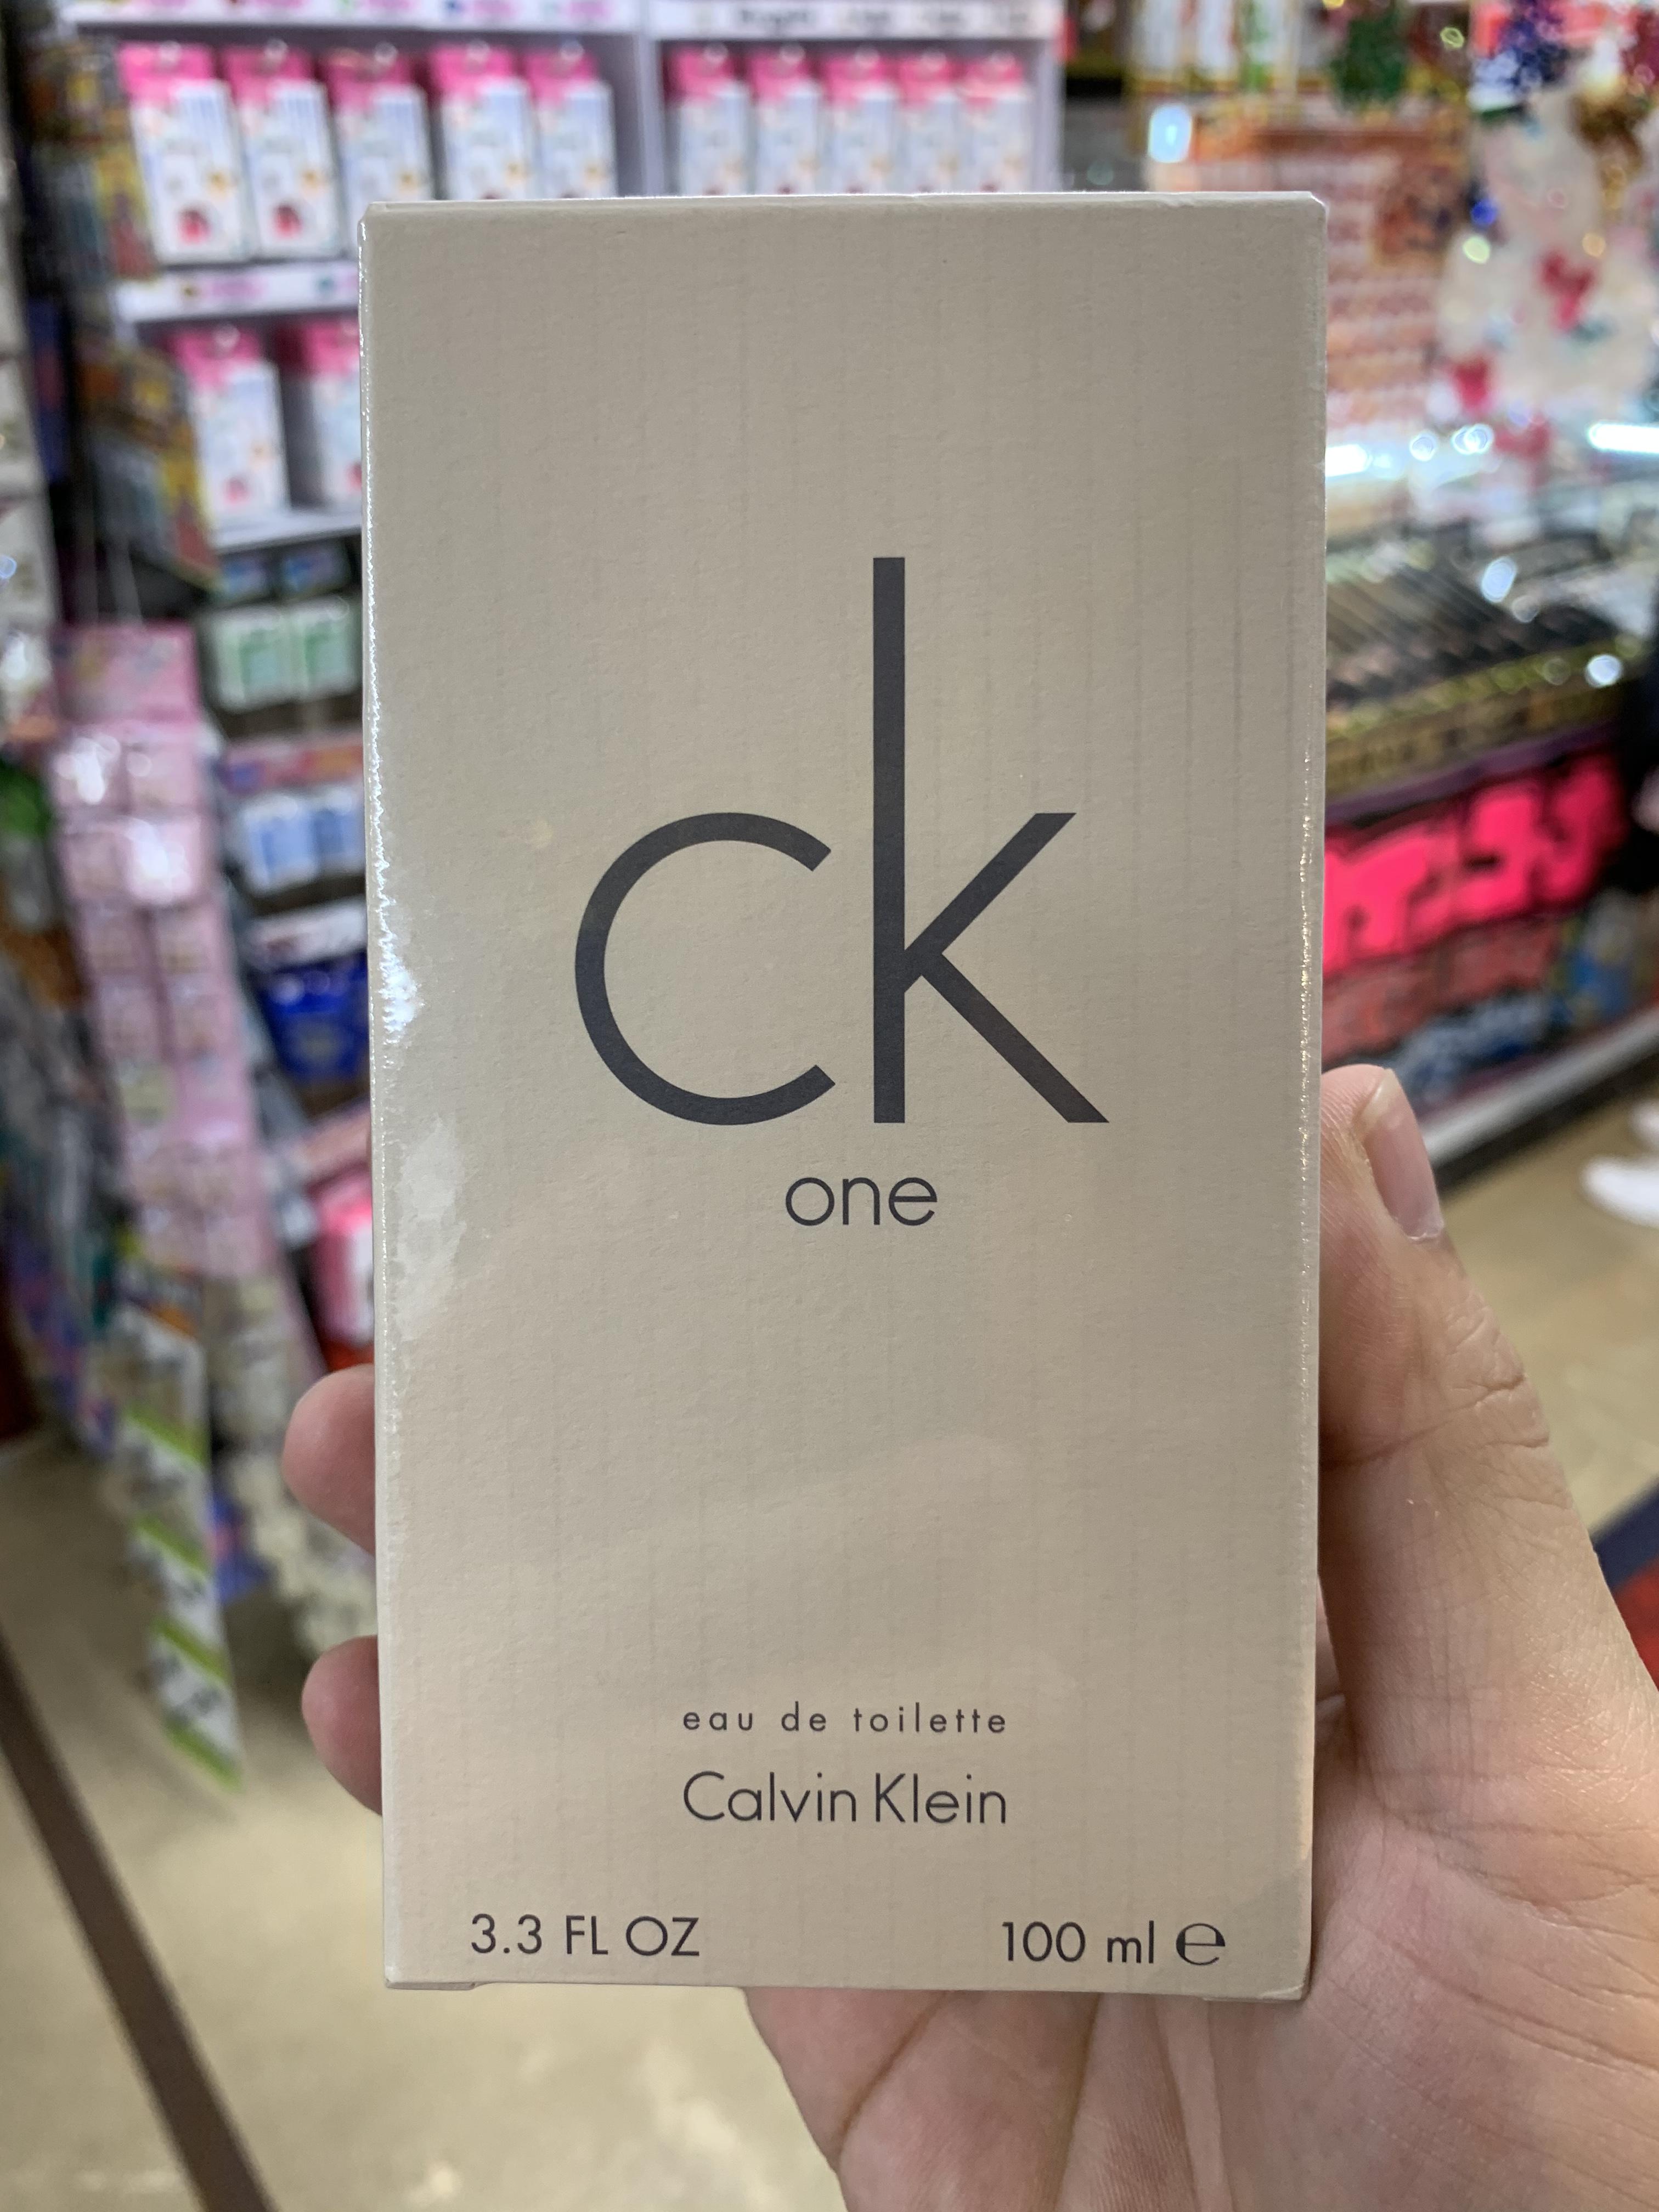 ck
one
eau de toilette
Calvin Klein
3.3 FL OZ 100 ml ℮